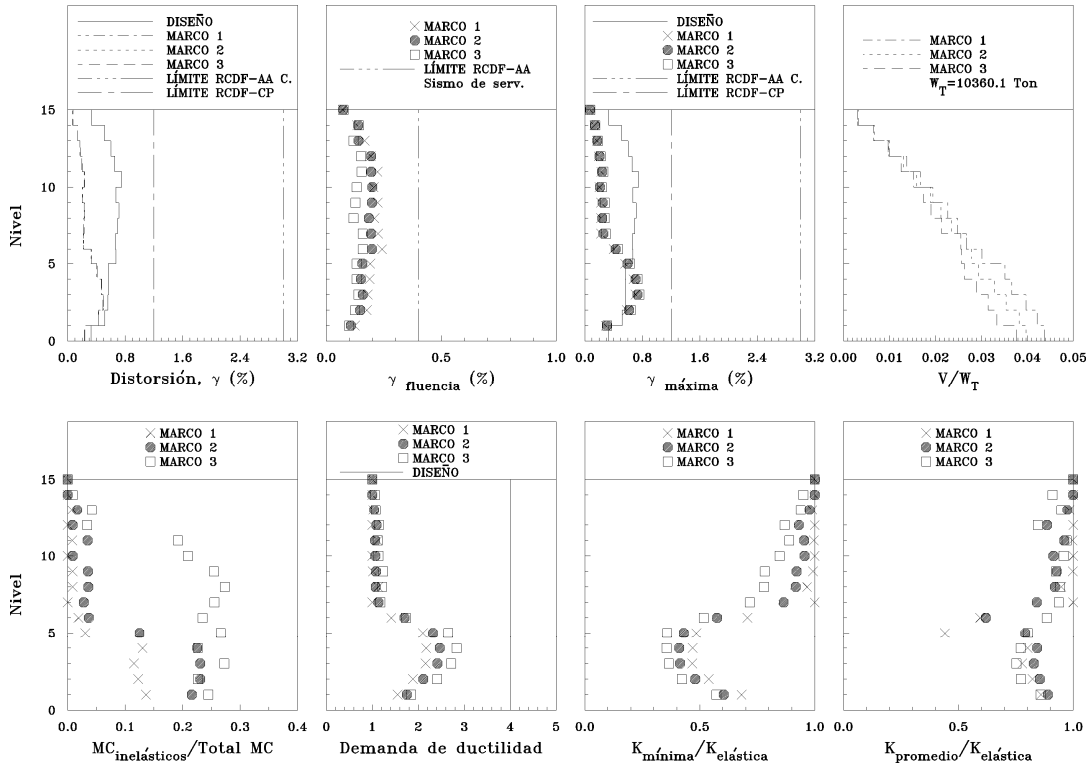 DISEÑO
MARCO 1
MARCO 2
MARCO 3
LÍMITE RCDF-AA C.
LÍMITE RCDF-CP
Nivel
15
10
5
0
0.0 0.8 1.6 2.4 3.2
Distorsión, γ (%)
MARCO 1
MARCO 2
MARCO 3
LÍMITE RCDF-AA
Sismo de serv.
0.0 0.5 1.0
γ fluencia (%)
DISEÑO
MARCO 1
MARCO 2
MARCO 3
LÍMITE RCDF-AA C.
LÍMITE RCDF-CP
0.0 0.8 1.6 2.4 3.2
γ máxima (%)
MARCO 1
MARCO 2
MARCO 3
W_T=10360.1 Ton
0.00 0.01 0.02 0.03 0.04 0.05
V/W_T
MARCO 1
MARCO 2
MARCO 3
Nivel
15
10
5
0
0.0 0.1 0.2 0.3 0.4
MC inelásticos/Total MC
MARCO 1
MARCO 2
MARCO 3
DISEÑO
0 1 2 3 4 5
Demanda de ductilidad
MARCO 1
MARCO 2
MARCO 3
0.0 0.5 1.0
K mínima/K elástica
MARCO 1
MARCO 2
MARCO 3
0.0 0.5 1.0
K promedio/K elástica